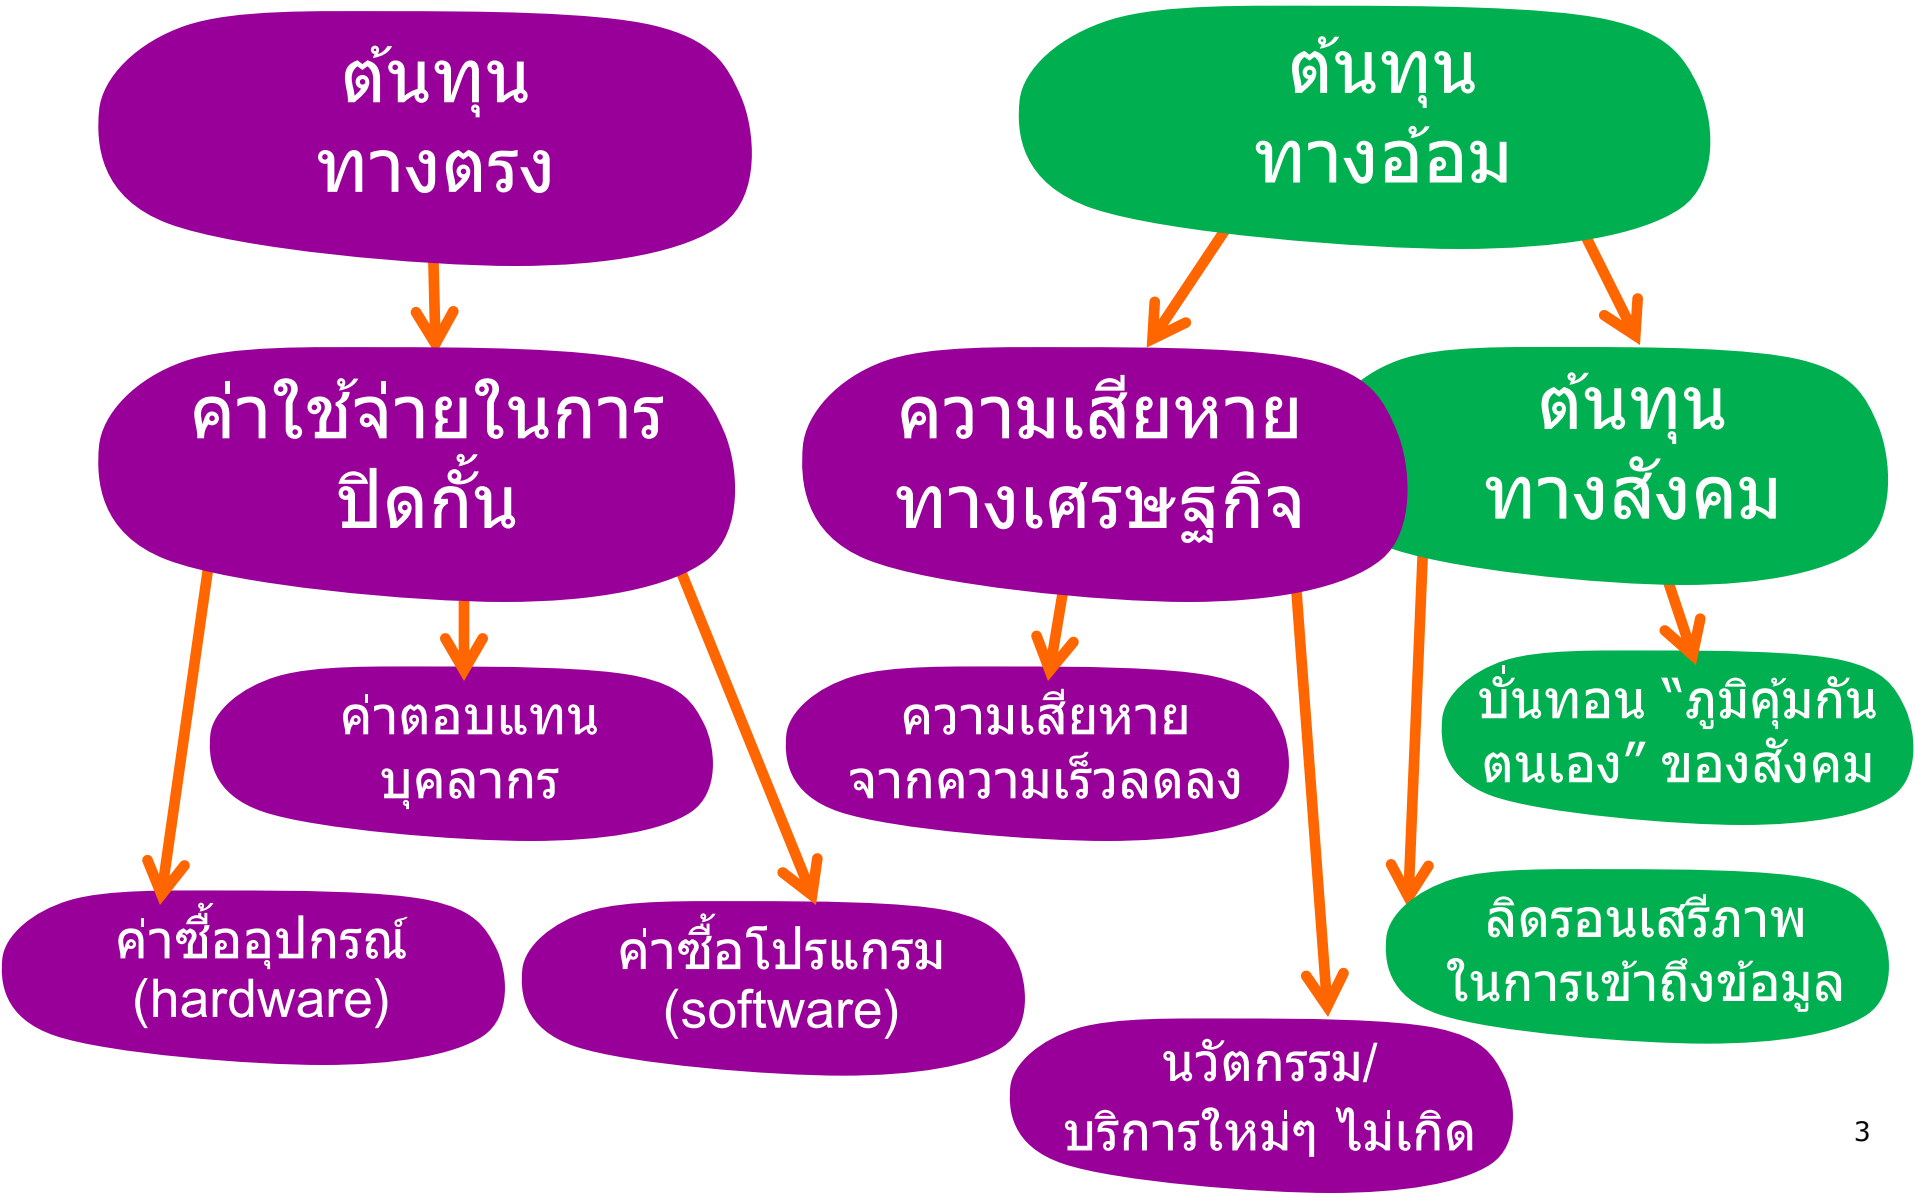 ต้นทุน
ทางตรง
ต้นทุน
ทางอ้อม
ค่าใช้จ่ายในการ
ปิดกั้น
ความเสียหาย
ทางเศรษฐกิจ
ต้นทุน
ทางสังคม
ค่าตอบแทน
บุคลากร
ความเสียหาย
จากความเร็วลดลง
บั่นทอน “ภูมิคุ้มกัน
ตนเอง” ของสังคม
ค่าซื้ออุปกรณ์
(hardware)
ค่าซื้อโปรแกรม
(software)
ลิดรอนเสรีภาพ
ในการเข้าถึงข้อมูล
นวัตกรรม/
บริการใหม่ๆ ไม่เกิด
3